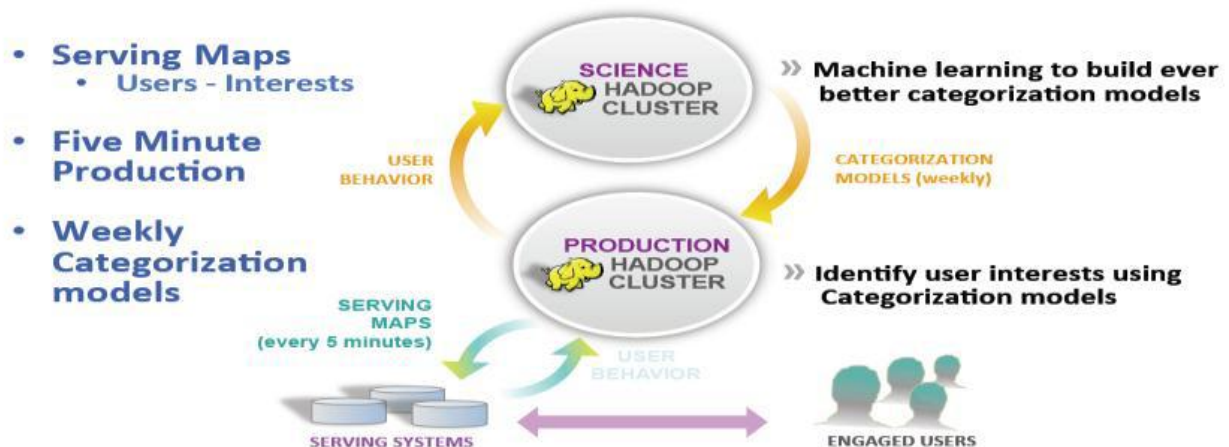 • Serving Maps
• Users - Interests
• Five Minute
Production
• Weekly
Categorization
models
SCIENCE
HADOOP
CLUSTER
» Machine learning to build ever
better categorization models
USER
BEHAVIOR
CATEGORIZATION
MODELS (weekly)
PRODUCTION
HADOOP
CLUSTER
» Identify user interests using
Categorization models
SERVING
MAPS
(every 5 minutes)
USER
BEHAVIOR
SERVING SYSTEMS
ENGAGED USERS